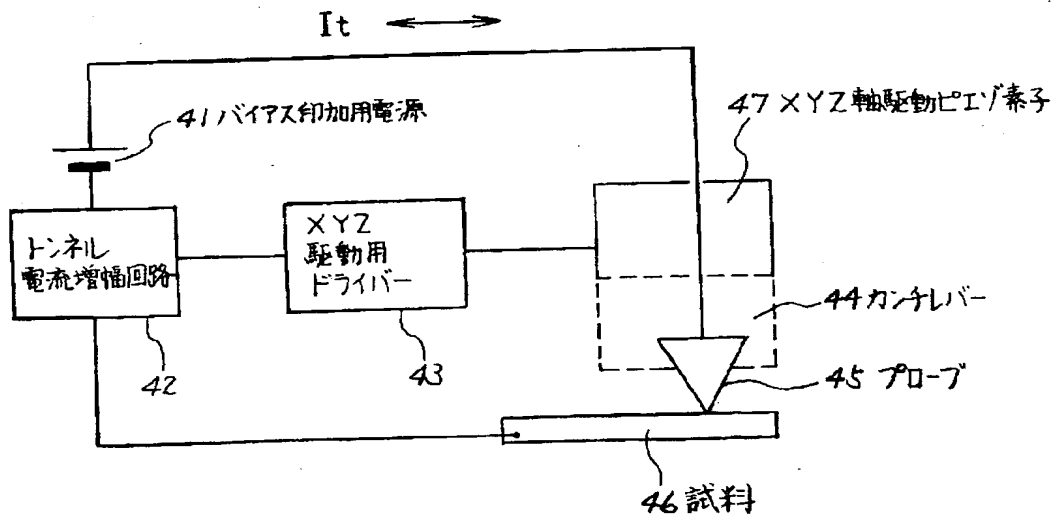 It
41 バイアス印加用電源
47 XYZ軸駆動ピエゾ素子
トンネル
電流増幅回路
XYZ
駆動用
ドライバー
44 カンチレバー
42
43
45 プローブ
46 試料